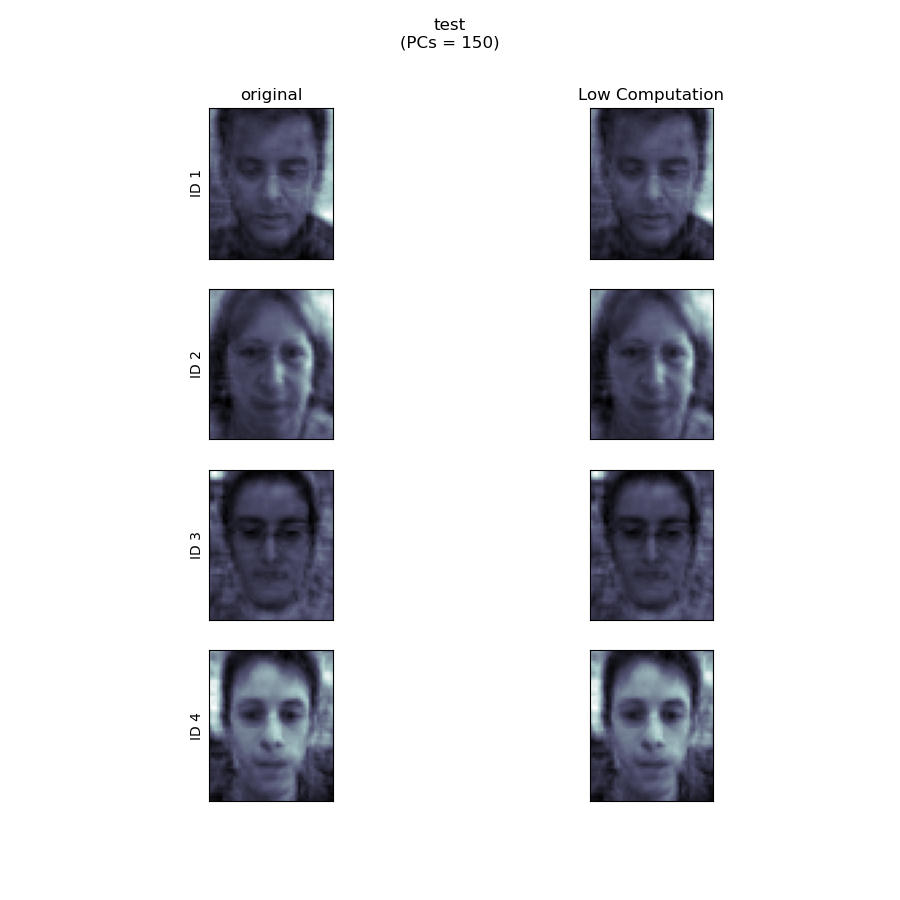 test
(PCs = 150)
original
Low Computation
ID 1
ID 2
ID 3
ID 4